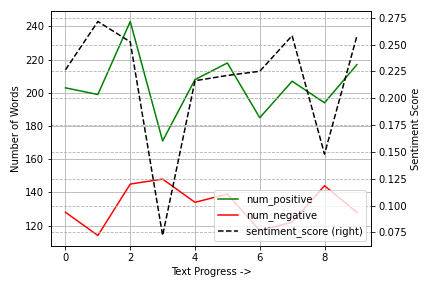 240
220
200
180
160
140
120
Number of Words
0.275
0.250
0.225
0.200
0.175
0.150
0.125
0.100
0.075
Sentiment Score
num_positive
num_negative
sentiment_score (right)
0 2 4 6 8
Text Progress ->